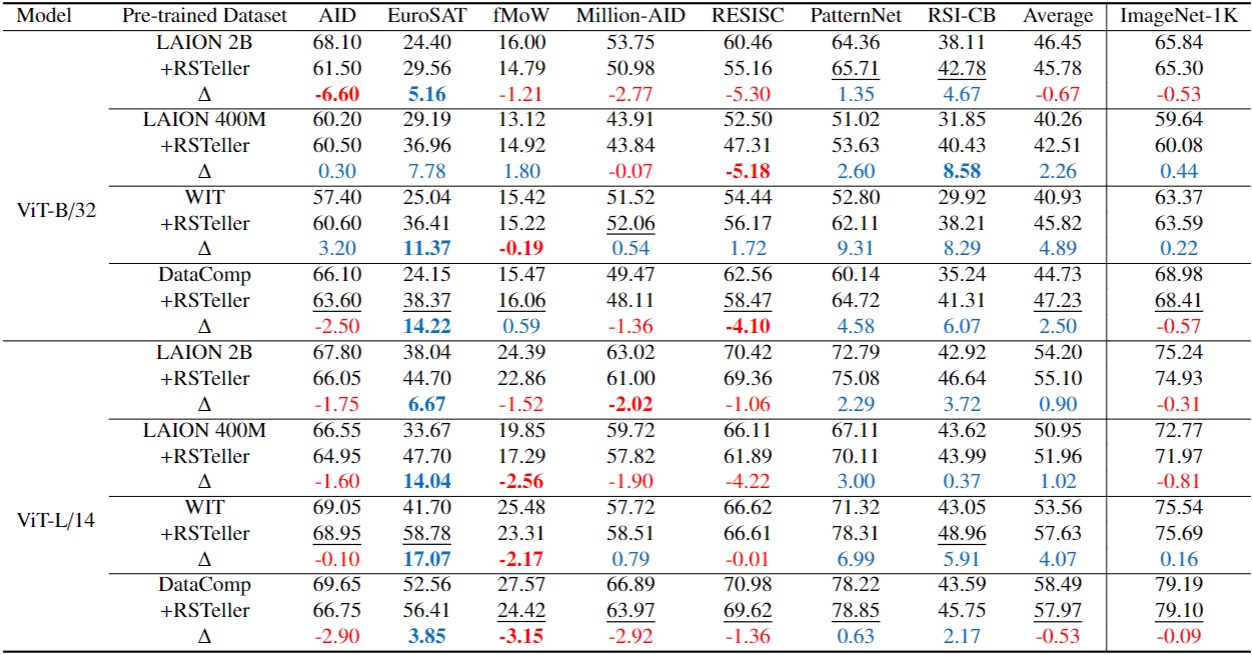 Model Pre-trained Dataset AID EuroSAT fMoW Million-AID RESISC PatternNet RSI-CB Average ImageNet-1K
LAION 2B 68.10 24.40 16.00 53.75 60.46 64.36 38.11 46.45 65.84
+RSTeller 61.50 29.56 14.79 50.98 55.16 65.71 42.78 45.78 65.30
Δ -6.60 5.16 -1.21 -2.77 -5.30 1.35 4.67 -0.67 -0.53
LAION 400M 60.20 29.19 13.12 43.91 52.50 51.02 31.85 40.26 59.64
+RSTeller 60.50 36.96 14.92 43.84 47.31 53.63 40.43 42.51 60.08
Δ 0.30 7.78 1.80 -0.07 -5.18 2.60 8.58 2.26 0.44
ViT-B/32 WIT 57.40 25.04 15.42 51.52 54.44 52.80 29.92 40.93 63.37
+RSTeller 60.60 36.41 15.22 52.06 56.17 62.11 38.21 45.82 63.59
Δ 3.20 11.37 -0.19 0.54 1.72 9.31 8.29 4.89 0.22
DataComp 66.10 24.15 15.47 49.47 62.56 60.14 35.24 44.73 68.98
+RSTeller 63.60 38.37 16.06 48.11 58.47 64.72 41.31 47.23 68.41
Δ -2.50 14.22 0.59 -1.36 -4.10 4.58 6.07 2.50 -0.57
LAION 2B 67.80 38.04 24.39 63.02 70.42 72.79 42.92 54.20 75.24
+RSTeller 66.05 44.70 22.86 61.00 69.36 75.08 46.64 55.10 74.93
Δ -1.75 6.67 -1.52 -2.02 -1.06 2.29 3.72 0.90 -0.31
LAION 400M 66.55 33.67 19.85 59.72 66.11 67.11 43.62 50.95 72.77
+RSTeller 64.95 47.70 17.29 57.82 61.89 70.11 43.99 51.96 71.97
Δ -1.60 14.04 -2.56 -1.90 -4.22 3.00 0.37 1.02 -0.81
ViT-L/14 WIT 69.05 41.70 25.48 57.72 66.62 71.32 43.05 53.56 75.54
+RSTeller 68.95 58.78 23.31 58.51 66.61 78.31 48.96 57.63 75.69
Δ -0.10 17.07 -2.17 0.79 -0.01 6.99 5.91 4.07 0.16
DataComp 69.65 52.56 27.57 66.89 70.98 78.22 43.59 58.49 79.19
+RSTeller 66.75 56.41 24.42 63.97 69.62 78.85 45.75 57.97 79.10
Δ -2.90 3.85 -3.15 -2.92 -1.36 0.63 2.17 -0.53 -0.09